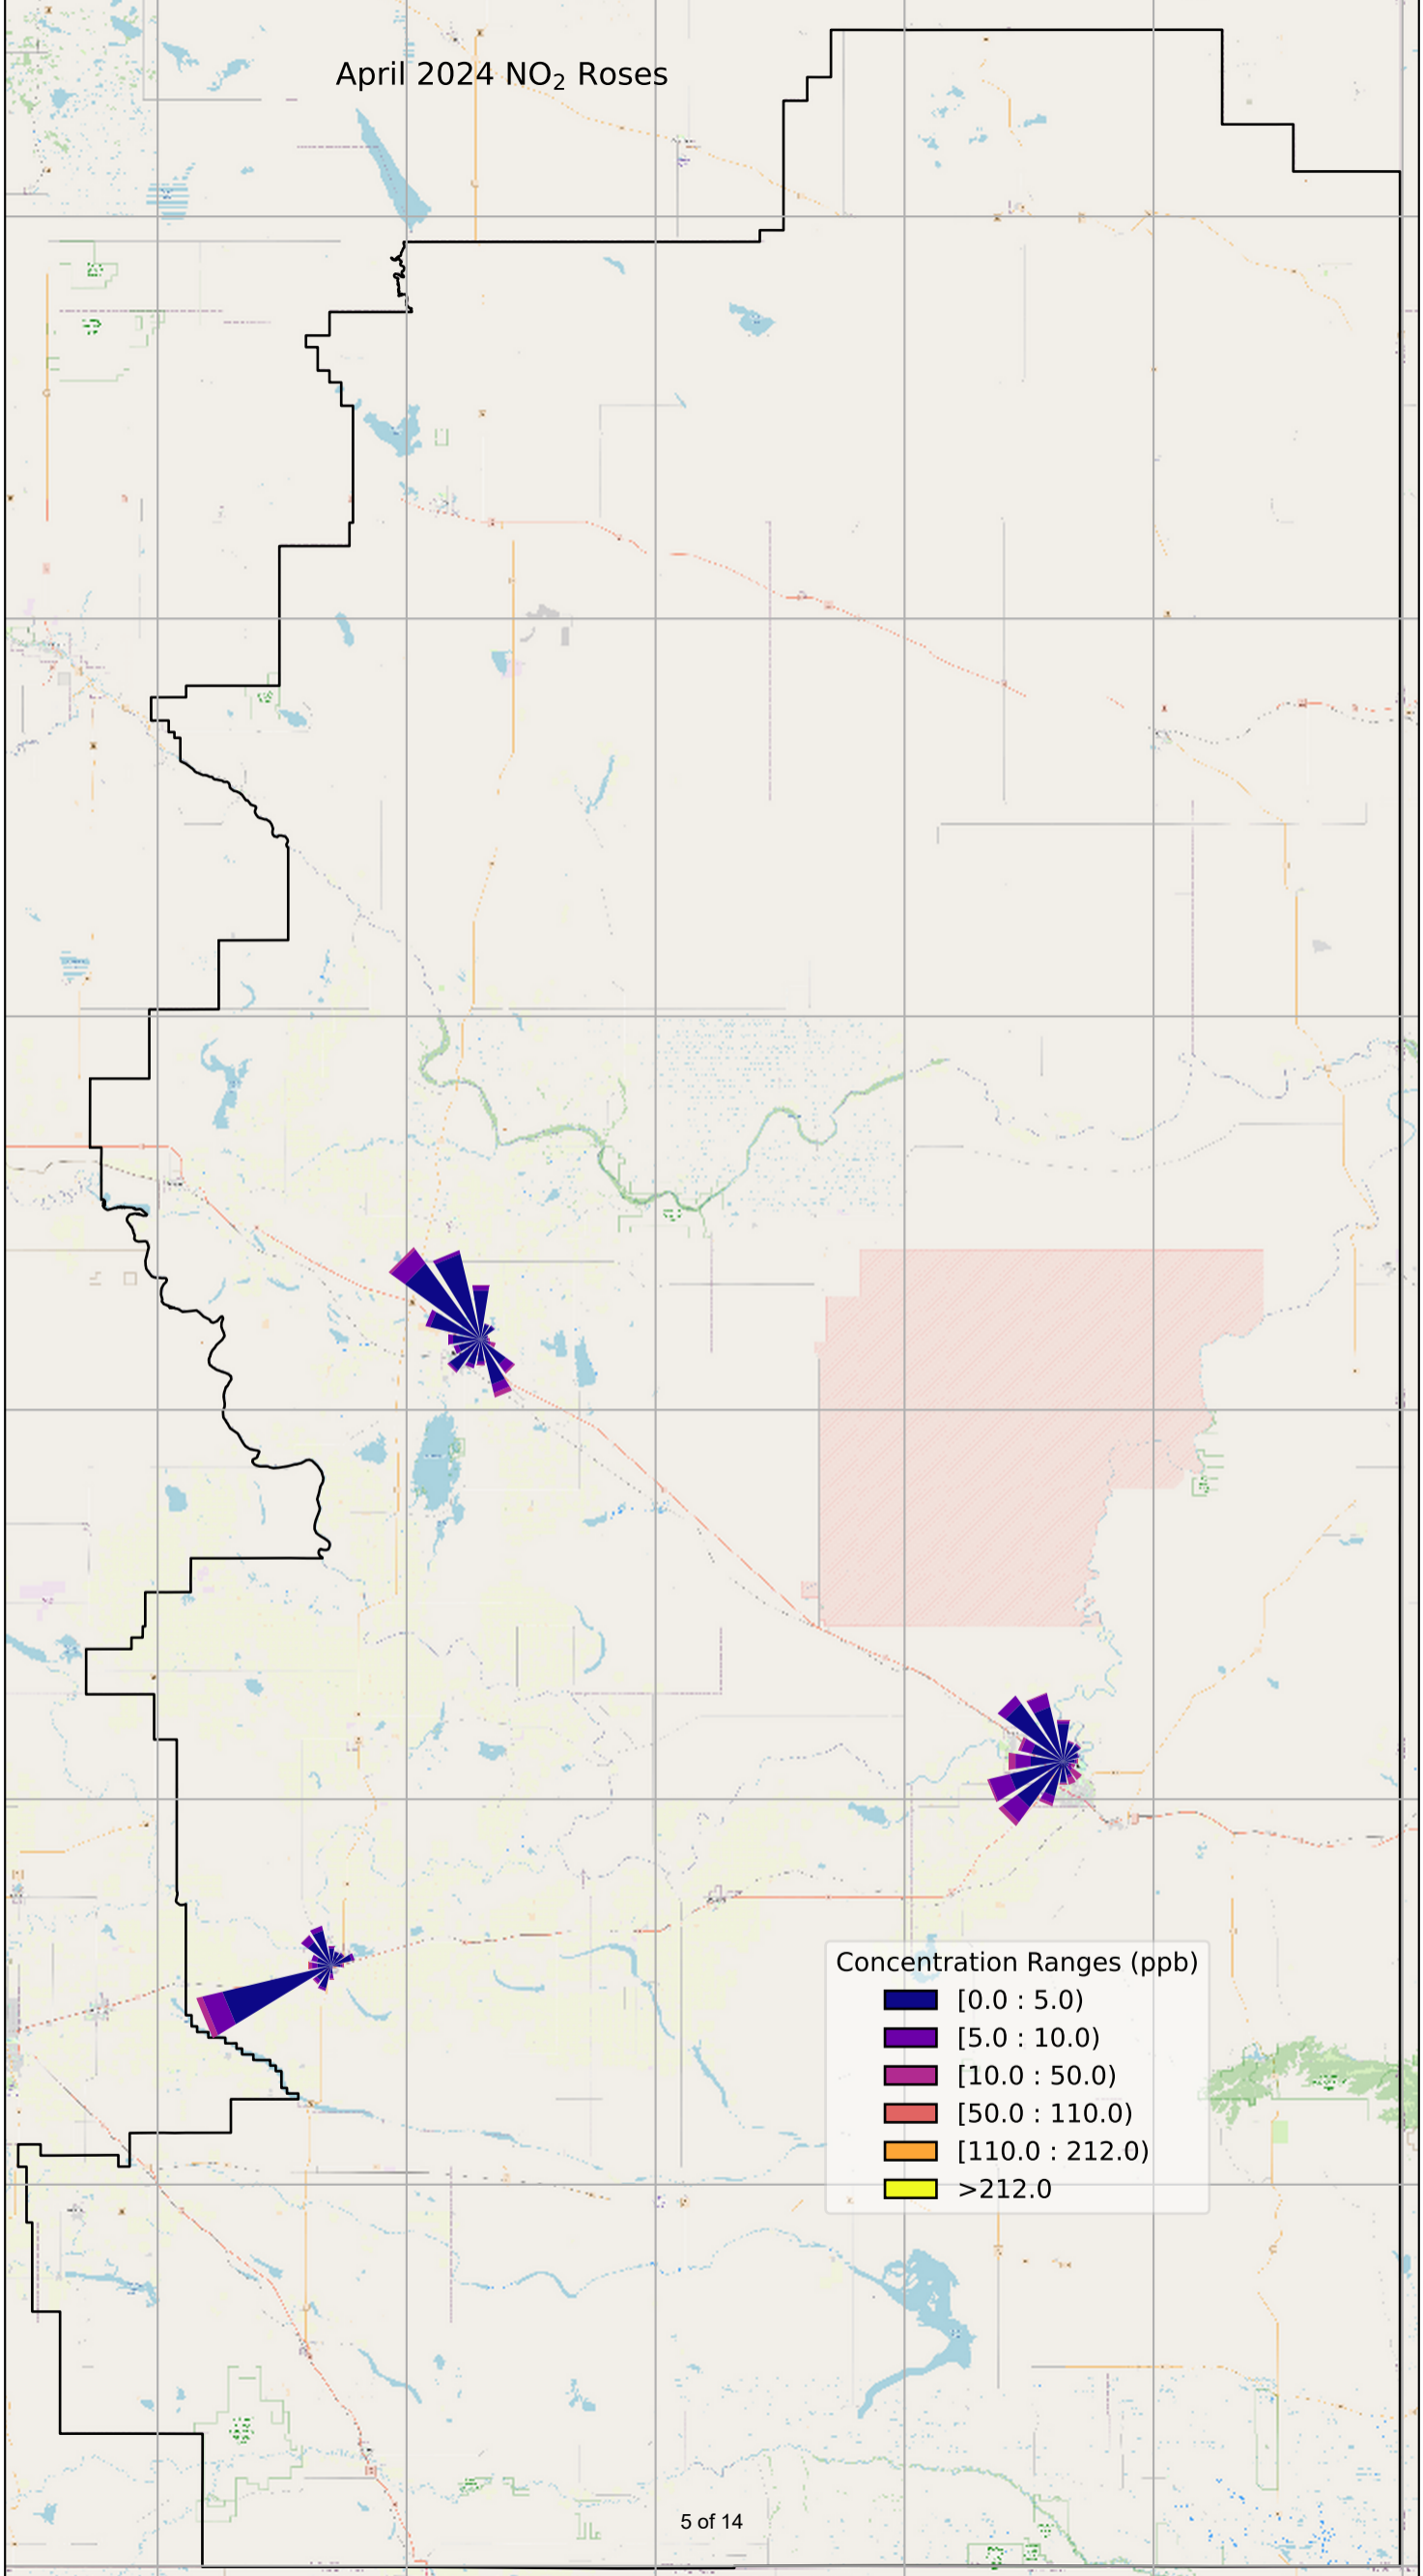 April 2024 NO₂ Roses
Concentration Ranges (ppb)
[0.0 : 5.0)
[5.0 : 10.0)
[10.0 : 50.0)
[50.0 : 110.0)
[110.0 : 212.0)
>212.0
5 of 14